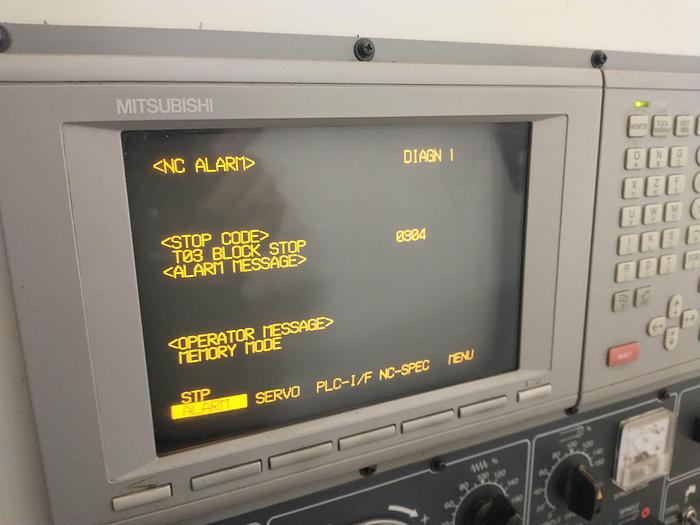 MITSUBISHI
<NC ALARM> DIAGN 1
<STOP CODE> 0304
T03 BLOCK STOP
<ALARM MESSAGE>
<OPERATOR MESSAGE>
MEMORY MODE
STP
ALARM SERVO PLC-I/F NC-SPEC MENU
MONITOR
O N G
X Z F
U W M
I K S
R D T
RESET